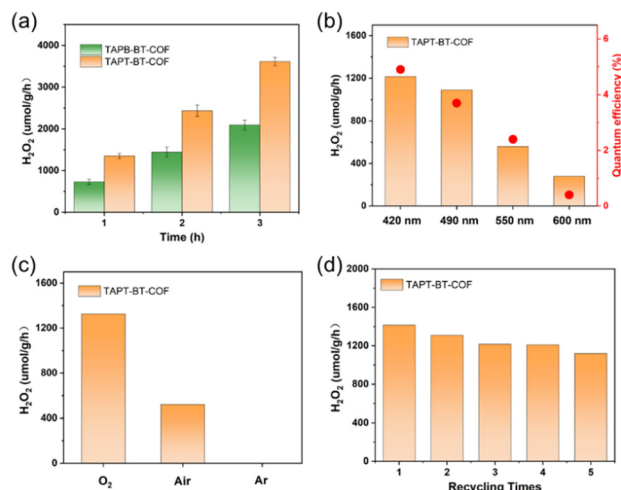 (a)
TAPB-BT-COF
TAPT-BT-COF
H₂O₂ (umol/g/h)
4000
3000
2000
1000
0
1 2 3
Time (h)
(b)
TAPT-BT-COF
H₂O₂ (umol/g/h)
1600
1200
800
400
0
6
4
2
0
Quantum efficiency (%)
420 nm 490 nm 550 nm 600 nm
(c)
TAPT-BT-COF
H₂O₂ (umol/g/h)
1600
1200
800
400
0
O₂ Air Ar
(d)
TAPT-BT-COF
H₂O₂ (umol/g/h)
2000
1600
1200
800
400
0
1 2 3 4 5
Recycling Times